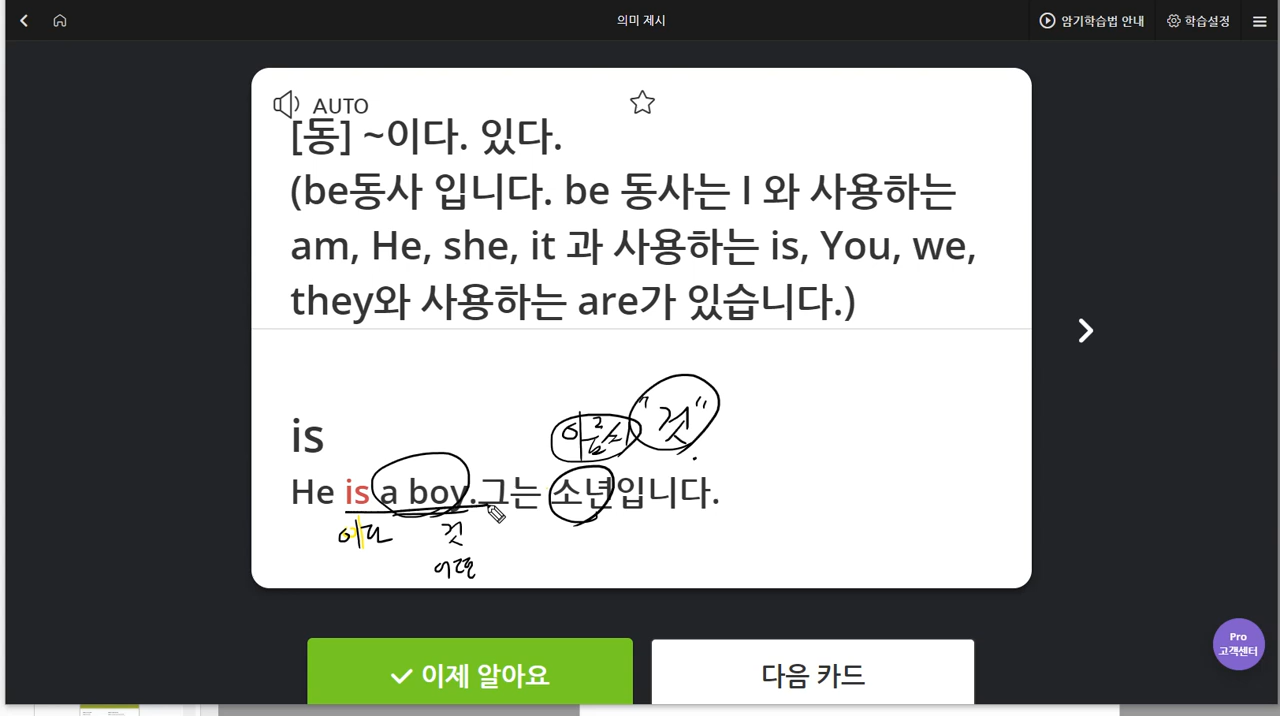 의미 제시
암기학습법 안내
학습설정
AUTO
[동] ~이다. 있다.
(be동사 입니다. be 동사는 I 와 사용하는
am, He, she, it 과 사용하는 is, You, we,
they와 사용하는 are가 있습니다.)
is
"것"
He is a boy.그는 소년입니다.
이다 것
이름
Pro
고객센터
이제 알아요
다음 카드